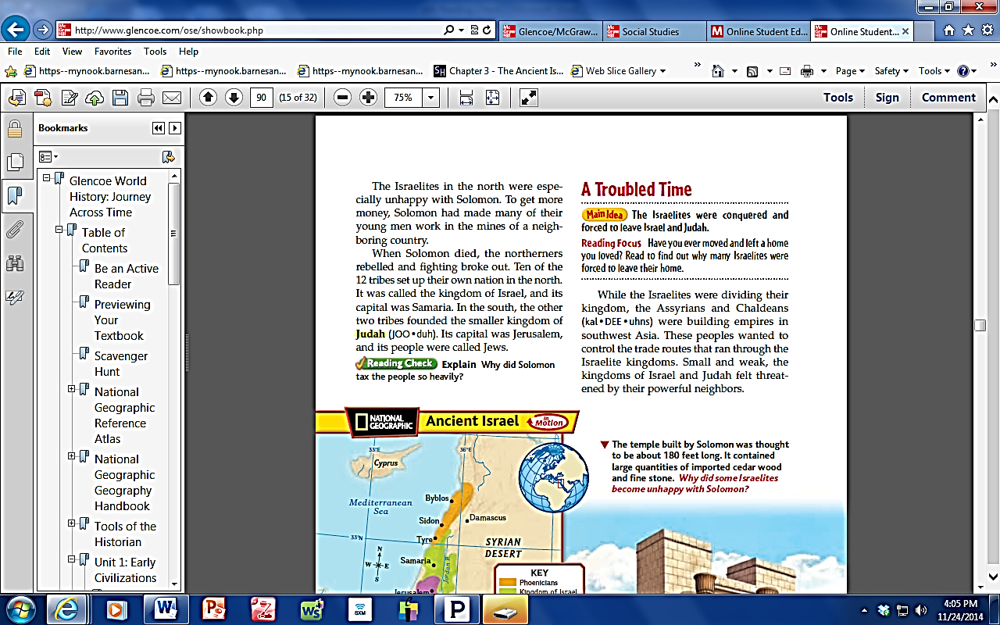 http://www.glencoe.com/ose/showbook.php
Glencoe/McGraw...
Social Studies
Online Student Ed...
Online Student...
File Edit View Favorites Tools Help
https--mynook.barnesan...
https--mynook.barnesan...
https--mynook.barnesan...
SH
Chapter 3 - The Ancient Is...
Web Slice Gallery
Page
Safety
Tools
90 (15 of 32)
75%
Tools
Sign
Comment
Bookmarks
Glencoe World
History: Journey
Across Time
Table of
Contents
Be an Active
Reader
Previewing
Your
Textbook
Scavenger
Hunt
National
Geographic
Reference
Atlas
National
Geographic
Geography
Handbook
Tools of the
Historian
Unit 1: Early
Civilizations
The Israelites in the north were espe-
cially unhappy with Solomon. To get more
money, Solomon had made many of their
young men work in the mines of a neigh-
boring country.
When Solomon died, the northerners
rebelled and fighting broke out. Ten of the
12 tribes set up their own nation in the north.
It was called the kingdom of Israel, and its
capital was Samaria. In the south, the other
two tribes founded the smaller kingdom of
Judah (JOO•duh). Its capital was Jerusalem,
and its people were called Jews.
Reading Check Explain Why did Solomon
tax the people so heavily?
A Troubled Time
Main Idea The Israelites were conquered and
forced to leave Israel and Judah.
Reading Focus Have you ever moved and left a home
you loved? Read to find out why many Israelites were
forced to leave their home.
While the Israelites were dividing their
kingdom, the Assyrians and Chaldeans
(kal•DEE•uhns) were building empires in
southwest Asia. These peoples wanted to
control the trade routes that ran through the
Israelite kingdoms. Small and weak, the
kingdoms of Israel and Judah felt threat-
ened by their powerful neighbors.
NATIONAL
GEOGRAPHIC
Ancient Israel
in
Motion
33°E
36°E
Cyprus
Mediterranean
Sea
Byblos
Sidon
Damascus
Tyre
33°N
SYRIAN
DESERT
N
W E
S
Samaria
Jordan R.
Jerusalem
KEY
Phoenicians
Kingdom of Israel
The temple built by Solomon was thought
to be about 180 feet long. It contained
large quantities of imported cedar wood
and fine stone. Why did some Israelites
become unhappy with Solomon?
SXM
4:05 PM
11/24/2014